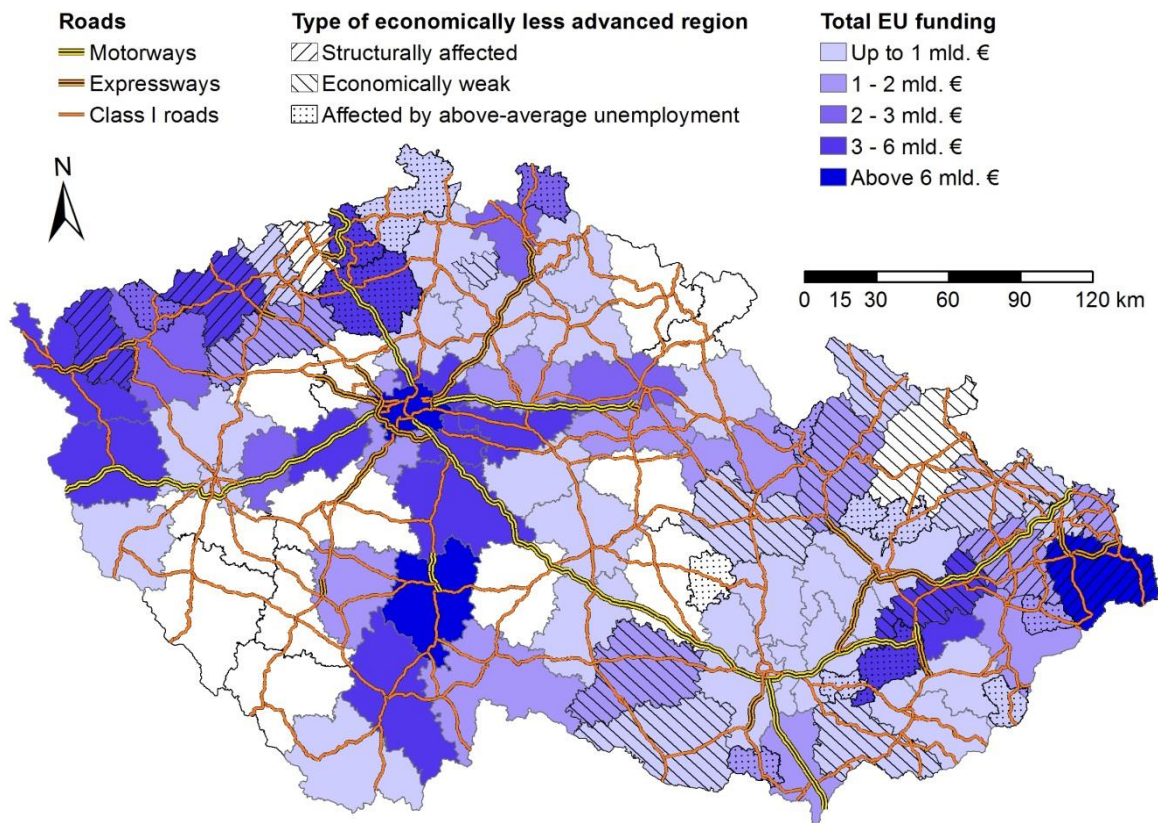 Roads
Motorways
Expressways
Class I roads
Type of economically less advanced region
Structurally affected
Economically weak
Affected by above-average unemployment
Total EU funding
Up to 1 mld. €
1 - 2 mld. €
2 - 3 mld. €
3 - 6 mld. €
Above 6 mld. €
N
0 15 30 60 90 120 km